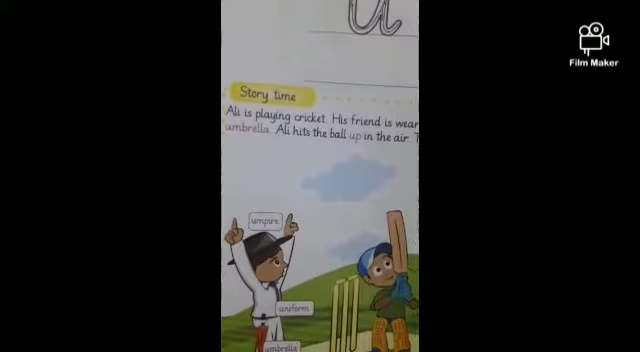 u
Story time
Ali is playing cricket. His friend is wear
umbrella. Ali hits the ball up in the air. T
umpire
uniform
umbrella
Film Maker